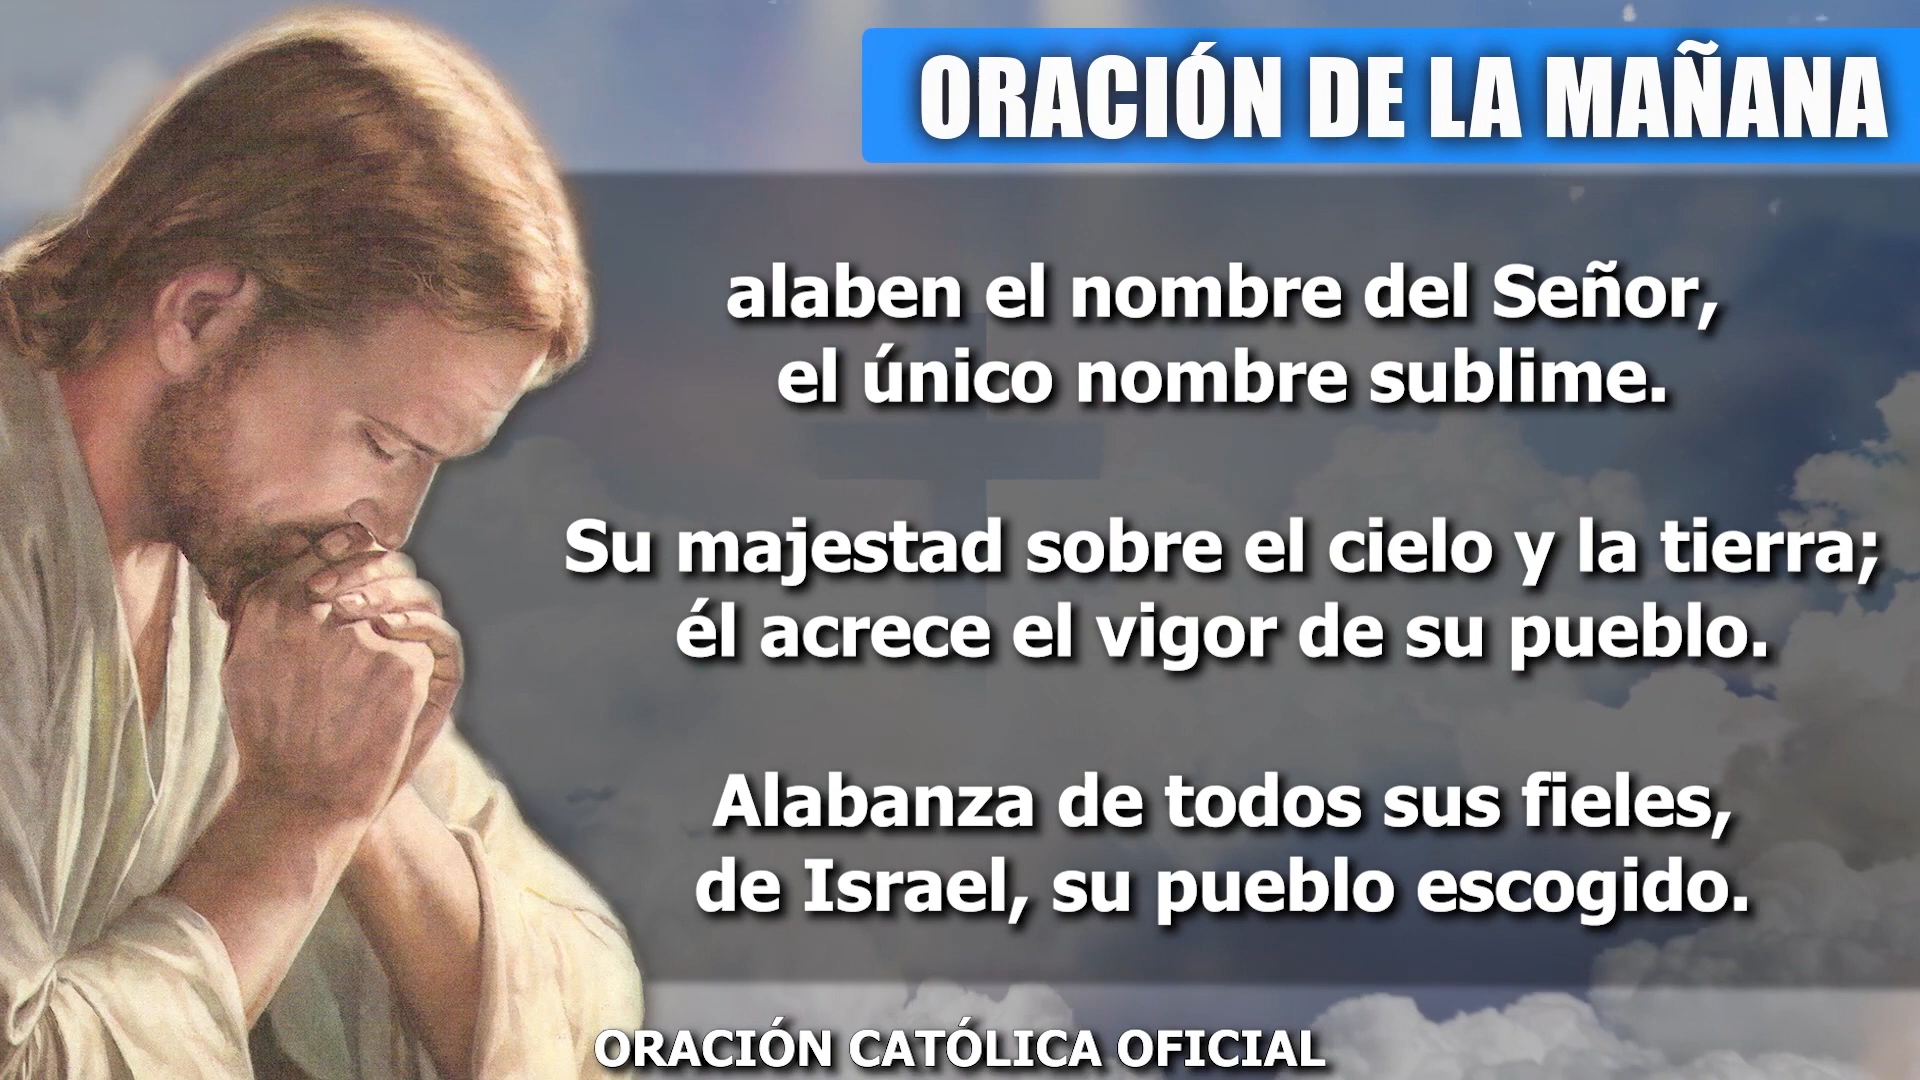 ORACIÓN DE LA MAÑANA
alaben el nombre del Señor,
el único nombre sublime.
Su majestad sobre el cielo y la tierra;
él acrece el vigor de su pueblo.
Alabanza de todos sus fieles,
de Israel, su pueblo escogido.
ORACIÓN CATÓLICA OFICIAL